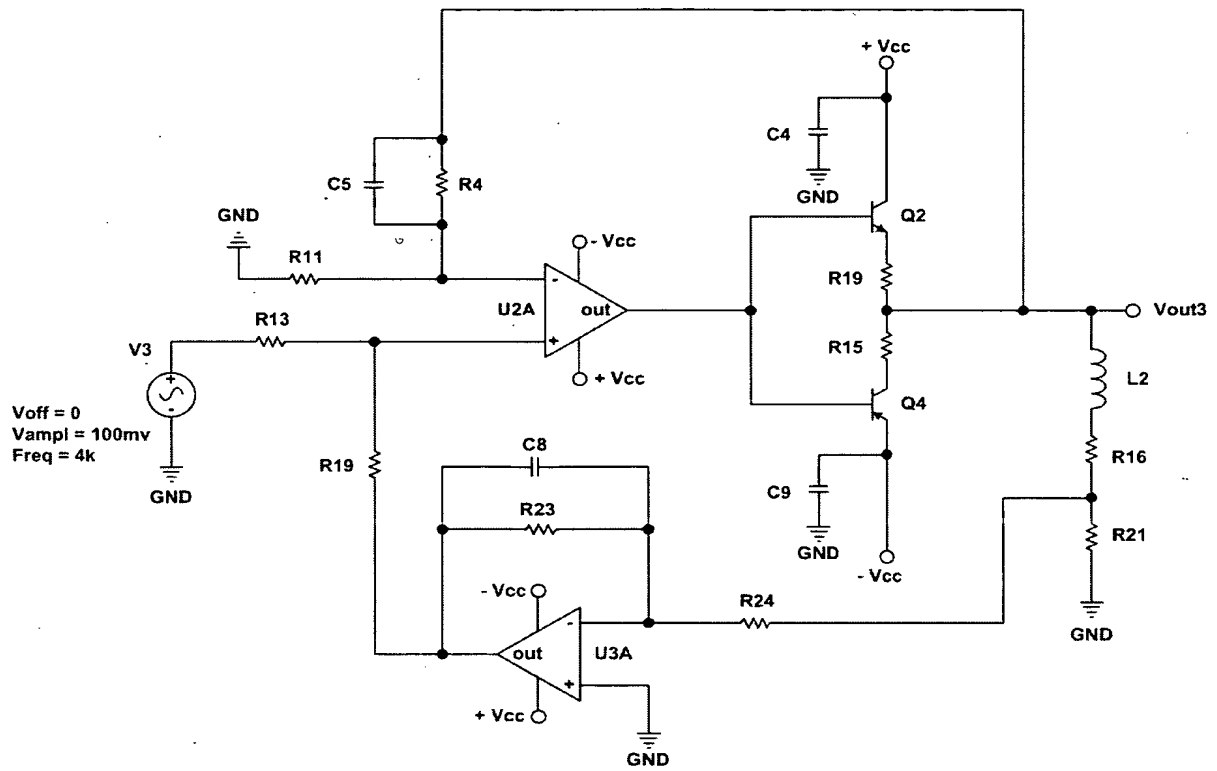 + Vcc
C4
GND
C5
R4
Q2
GND
R11
- Vcc
R19
-
U2A
out
Vout3
R13
V3
+
R15
L2
+ Vcc
+
-
Q4
Voff = 0
Vampl = 100mv
Freq = 4k
C8
R16
R19
C9
GND
R23
GND
R21
- Vcc
- Vcc
R24
-
GND
out
U3A
+
+ Vcc
GND